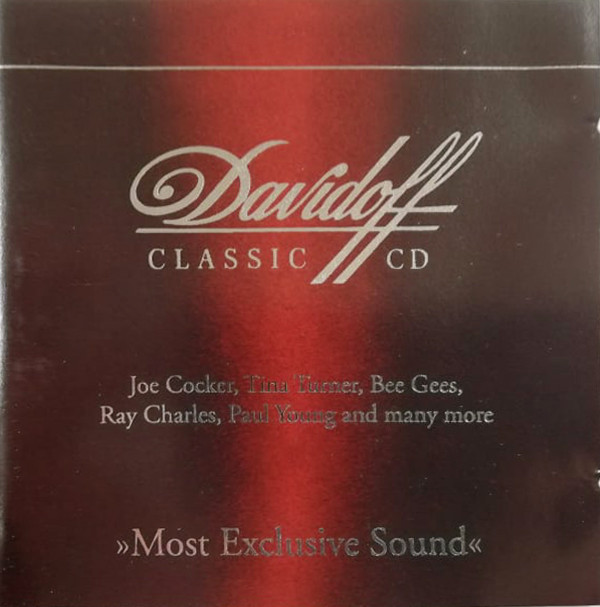 Davidoff
CLASSIC CD
Joe Cocker, Tina Turner, Bee Gees,
Ray Charles, Paul Young and many more
»Most Exclusive Sound«